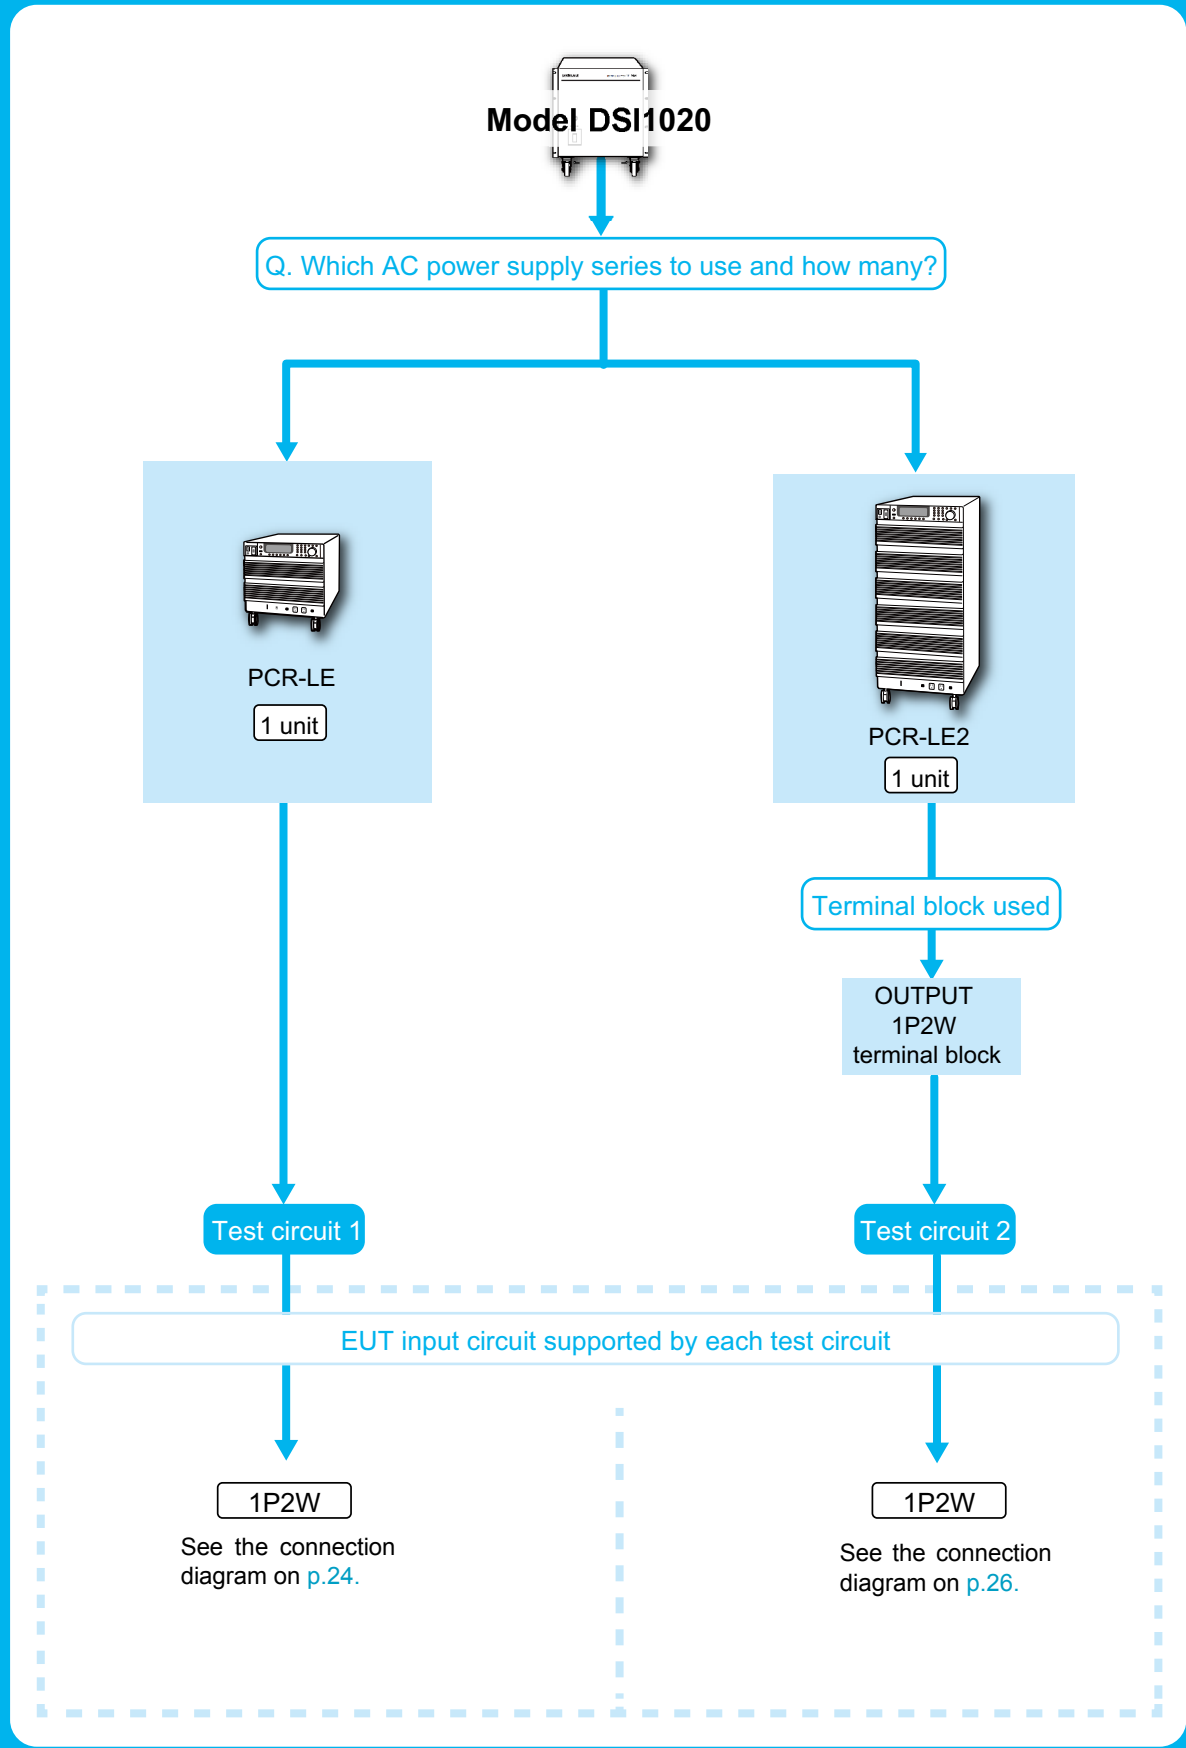 Model DSI1020
Q. Which AC power supply series to use and how many?
PCR-LE
1 unit
PCR-LE2
1 unit
Terminal block used
OUTPUT
1P2W
terminal block
Test circuit 1
Test circuit 2
EUT input circuit supported by each test circuit
1P2W
See the connection
diagram on p.24.
1P2W
See the connection
diagram on p.26.